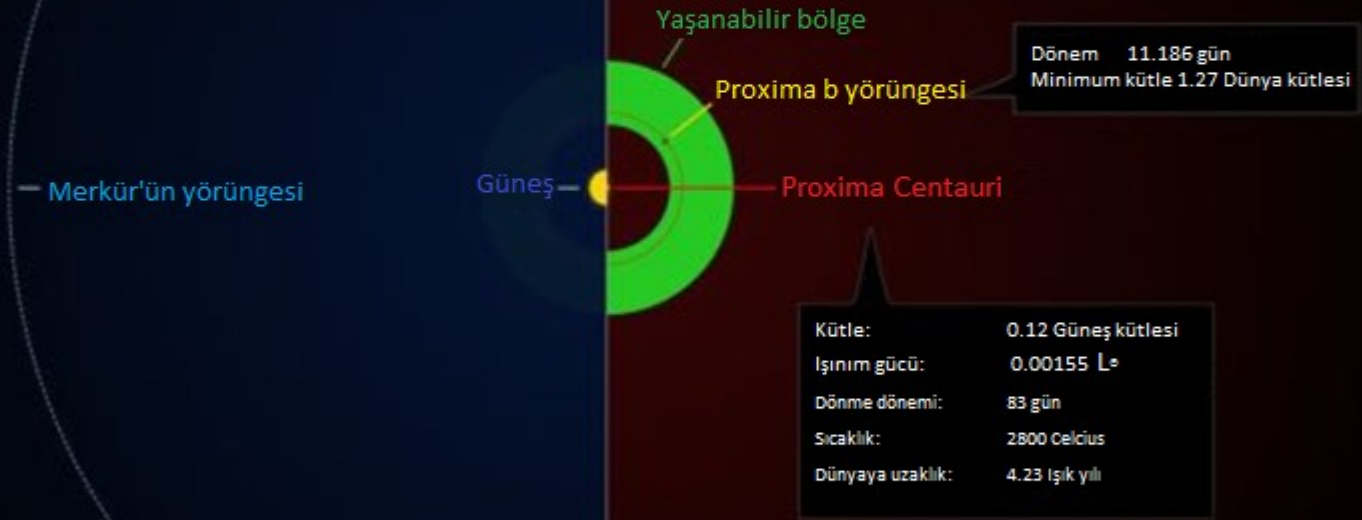 Yaşanabilir bölge
Dönem 11.186 gün
Minimum kütle 1.27 Dünya kütlesi
Proxima b yörüngesi
Merkür'ün yörüngesi
Güneş
Proxima Centauri
Kütle: 0.12 Güneş kütlesi
Işınım gücü: 0.00155 L⊙
Dönme dönemi: 83 gün
Sıcaklık: 2800 Celcius
Dünyaya uzaklık: 4.23 Işık yılı